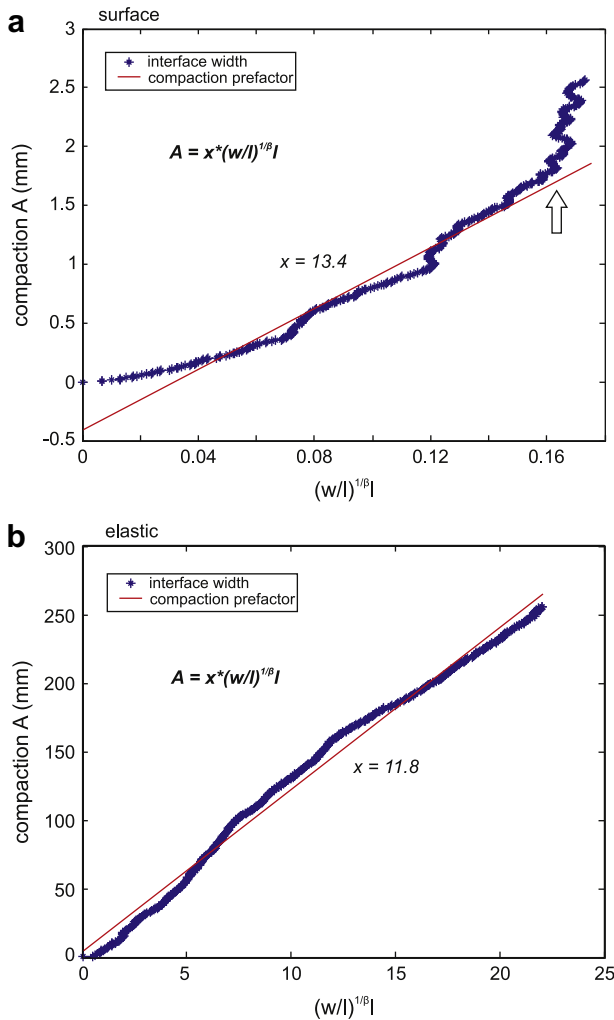 a
surface
3
2.5
2
1.5
1
0.5
0
-0.5
compaction A (mm)
interface width
compaction prefactor
A = x*(w/l)^{1/β}l
x = 13.4
0
0.04
0.08
0.12
0.16
(w/l)^{1/β}l
b
elastic
300
250
200
150
100
50
0
compaction A (mm)
interface width
compaction prefactor
A = x*(w/l)^{1/β}l
x = 11.8
0
5
10
15
20
25
(w/l)^{1/β}l